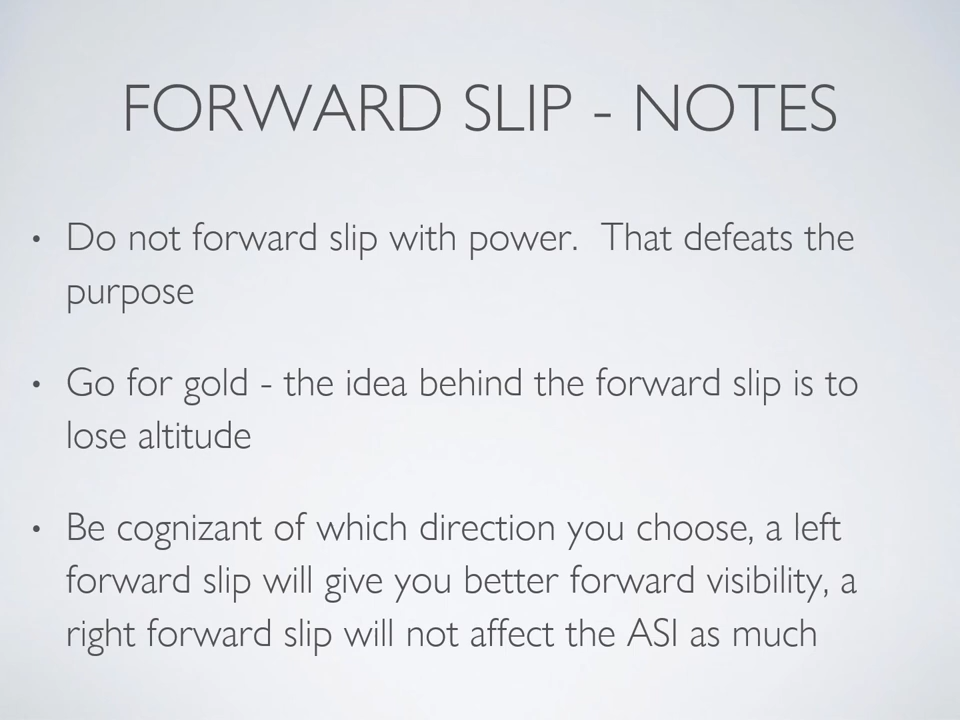 FORWARD SLIP - NOTES
• Do not forward slip with power. That defeats the
purpose
• Go for gold - the idea behind the forward slip is to
lose altitude
• Be cognizant of which direction you choose, a left
forward slip will give you better forward visibility, a
right forward slip will not affect the ASI as much